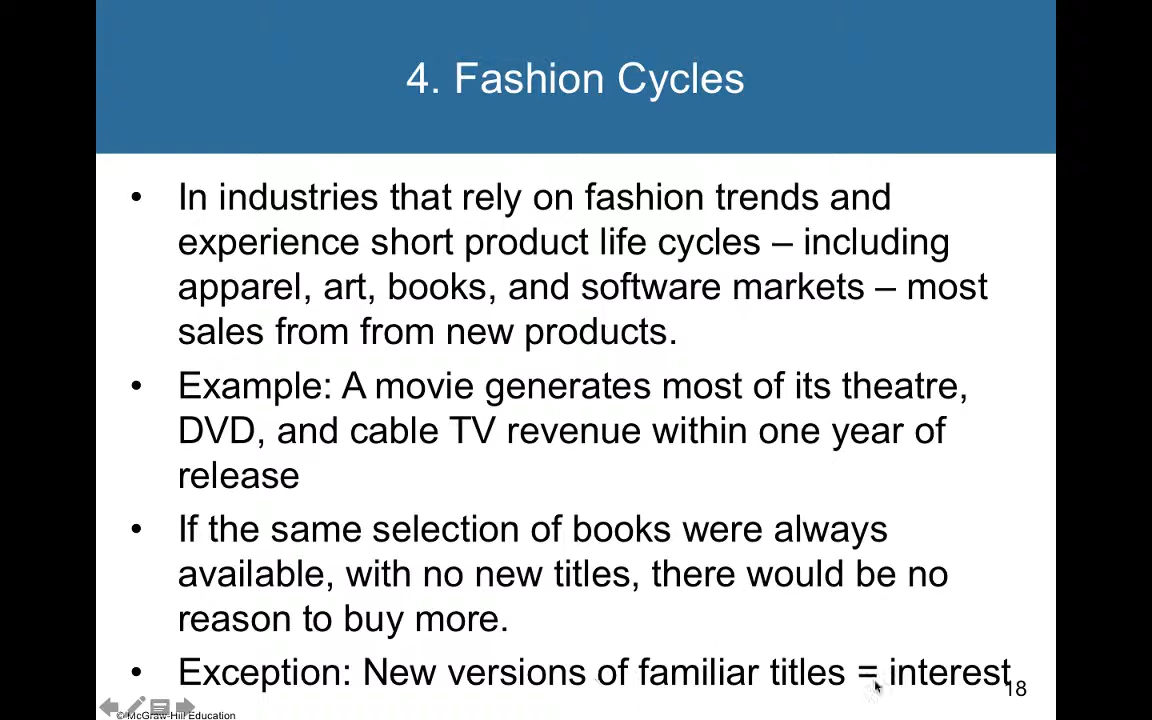 4. Fashion Cycles
• In industries that rely on fashion trends and
experience short product life cycles – including
apparel, art, books, and software markets – most
sales from from new products.
• Example: A movie generates most of its theatre,
DVD, and cable TV revenue within one year of
release
• If the same selection of books were always
available, with no new titles, there would be no
reason to buy more.
• Exception: New versions of familiar titles = interest
18
© McGraw-Hill Education